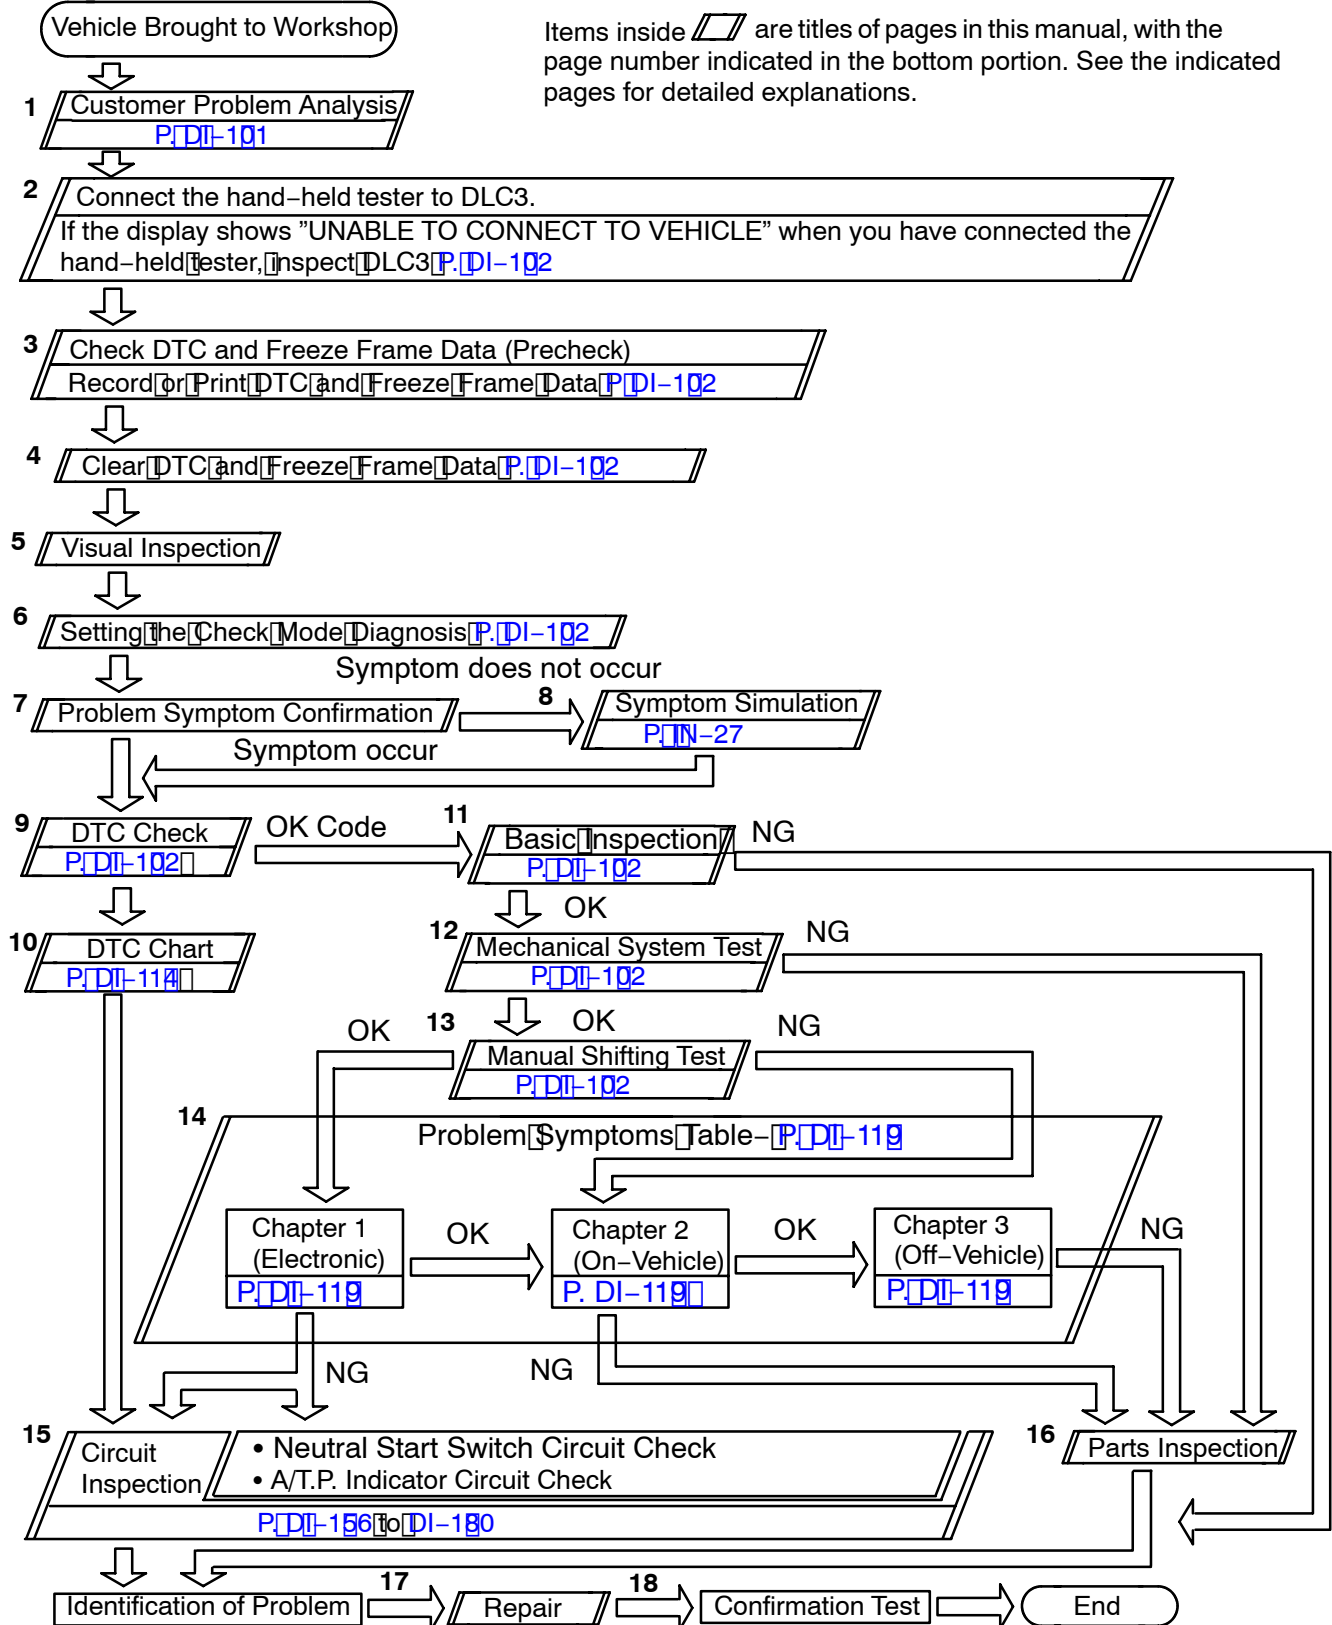 Vehicle Brought to Workshop
Items inside are titles of pages in this manual, with the
page number indicated in the bottom portion. See the indicated
pages for detailed explanations.
1
Customer Problem Analysis
P. DI–101
2
Connect the hand–held tester to DLC3.
If the display shows ”UNABLE TO CONNECT TO VEHICLE” when you have connected the
hand–held tester, inspect DLC3 P. DI–102
3
Check DTC and Freeze Frame Data (Precheck)
Record or Print DTC and Freeze Frame Data P DI–102
4
Clear DTC and Freeze Frame Data P. DI–102
5
Visual Inspection
6
Setting the Check Mode Diagnosis P. DI–102
Symptom does not occur
7
Problem Symptom Confirmation
8
Symptom Simulation
P. IN–27
Symptom occur
9
DTC Check
P. DI–102
OK Code
11
Basic Inspection
P. DI–102
NG
OK
10
DTC Chart
P. DI–114
12
Mechanical System Test
P. DI–102
NG
OK
13
OK
NG
Manual Shifting Test
P. DI–102
14
Problem Symptoms Table– P. DI–119
Chapter 1
(Electronic)
P. DI–119
OK
Chapter 2
(On–Vehicle)
P. DI–119
OK
Chapter 3
(Off–Vehicle)
P. DI–119
NG
NG
NG
15
Circuit
Inspection
• Neutral Start Switch Circuit Check
• A/T.P. Indicator Circuit Check
P. DI–156 to DI–180
16
Parts Inspection
Identification of Problem
17
Repair
18
Confirmation Test
End